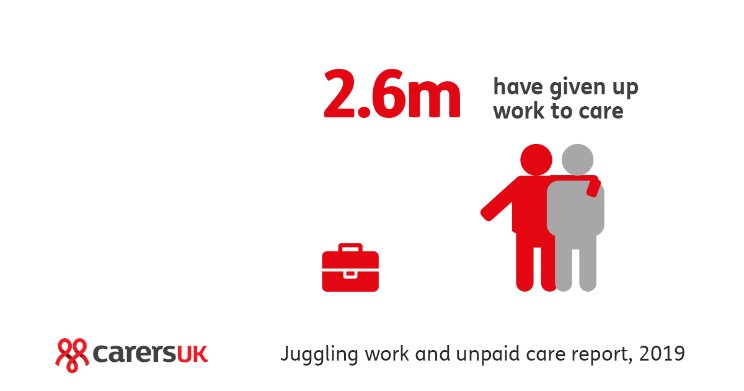 2.6m
have given up
work to care
carersUK
Juggling work and unpaid care report, 2019